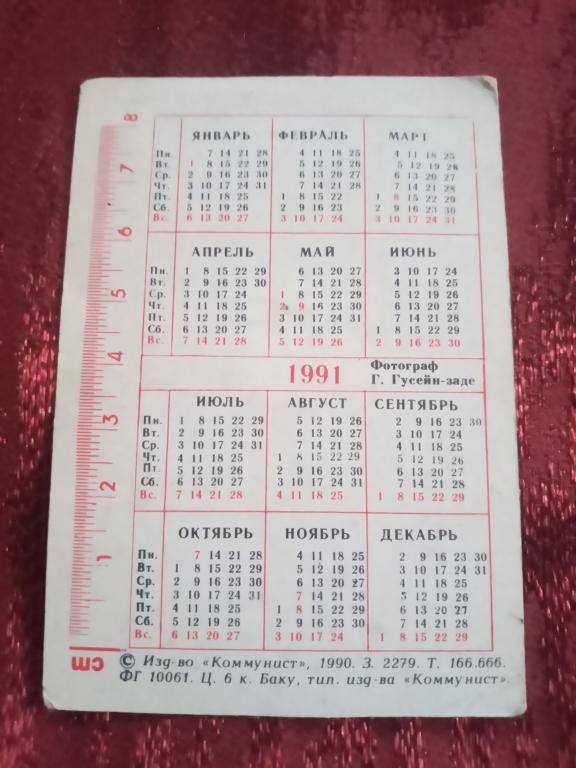 ЯНВАРЬ ФЕВРАЛЬ МАРТ
Пн. 7 14 21 28 4 11 18 25 4 11 18 25
Вт. 1 8 15 22 29 5 12 19 26 5 12 19 26
Ср. 2 9 16 23 30 6 13 20 27 6 13 20 27
Чт. 3 10 17 24 31 7 14 21 28 7 14 21 28
Пт. 4 11 18 25 1 8 15 22 1 8 15 22 29
Сб. 5 12 19 26 2 9 16 23 2 9 16 23 30
Вс. 6 13 20 27 3 10 17 24 3 10 17 24 31
АПРЕЛЬ МАЙ ИЮНЬ
Пн. 1 8 15 22 29 6 13 20 27 3 10 17 24
Вт. 2 9 16 23 30 7 14 21 28 4 11 18 25
Ср. 3 10 17 24 1 8 15 22 29 5 12 19 26
Чт. 4 11 18 25 2 9 16 23 30 6 13 20 27
Пт. 5 12 19 26 3 10 17 24 31 7 14 21 28
Сб. 6 13 20 27 4 11 18 25 1 8 15 22 29
Вс. 7 14 21 28 5 12 19 26 2 9 16 23 30
1991 Фотограф
Г. Гусейн-заде
ИЮЛЬ АВГУСТ СЕНТЯБРЬ
Пн. 1 8 15 22 29 5 12 19 26 2 9 16 23 30
Вт. 2 9 16 23 30 6 13 20 27 3 10 17 24
Ср. 3 10 17 24 31 7 14 21 28 4 11 18 25
Чт. 4 11 18 25 1 8 15 22 29 5 12 19 26
Пт. 5 12 19 26 2 9 16 23 30 6 13 20 27
Сб. 6 13 20 27 3 10 17 24 31 7 14 21 28
Вс. 7 14 21 28 4 11 18 25 1 8 15 22 29
ОКТЯБРЬ НОЯБРЬ ДЕКАБРЬ
Пн. 7 14 21 28 4 11 18 25 2 9 16 23 30
Вт. 1 8 15 22 29 5 12 19 26 3 10 17 24 31
Ср. 2 9 16 23 30 6 13 20 27 4 11 18 25
Чт. 3 10 17 24 31 7 14 21 28 5 12 19 26
Пт. 4 11 18 25 1 8 15 22 29 6 13 20 27
Сб. 5 12 19 26 2 9 16 23 30 7 14 21 28
Вс. 6 13 20 27 3 10 17 24 1 8 15 22 29
© Изд-во «Коммунист», 1990. З. 2279. Т. 166.666.
ФГ 10061. Ц. 6 к. Баку, тип. изд-ва «Коммунист».
cm 1 2 3 4 5 6 7 8